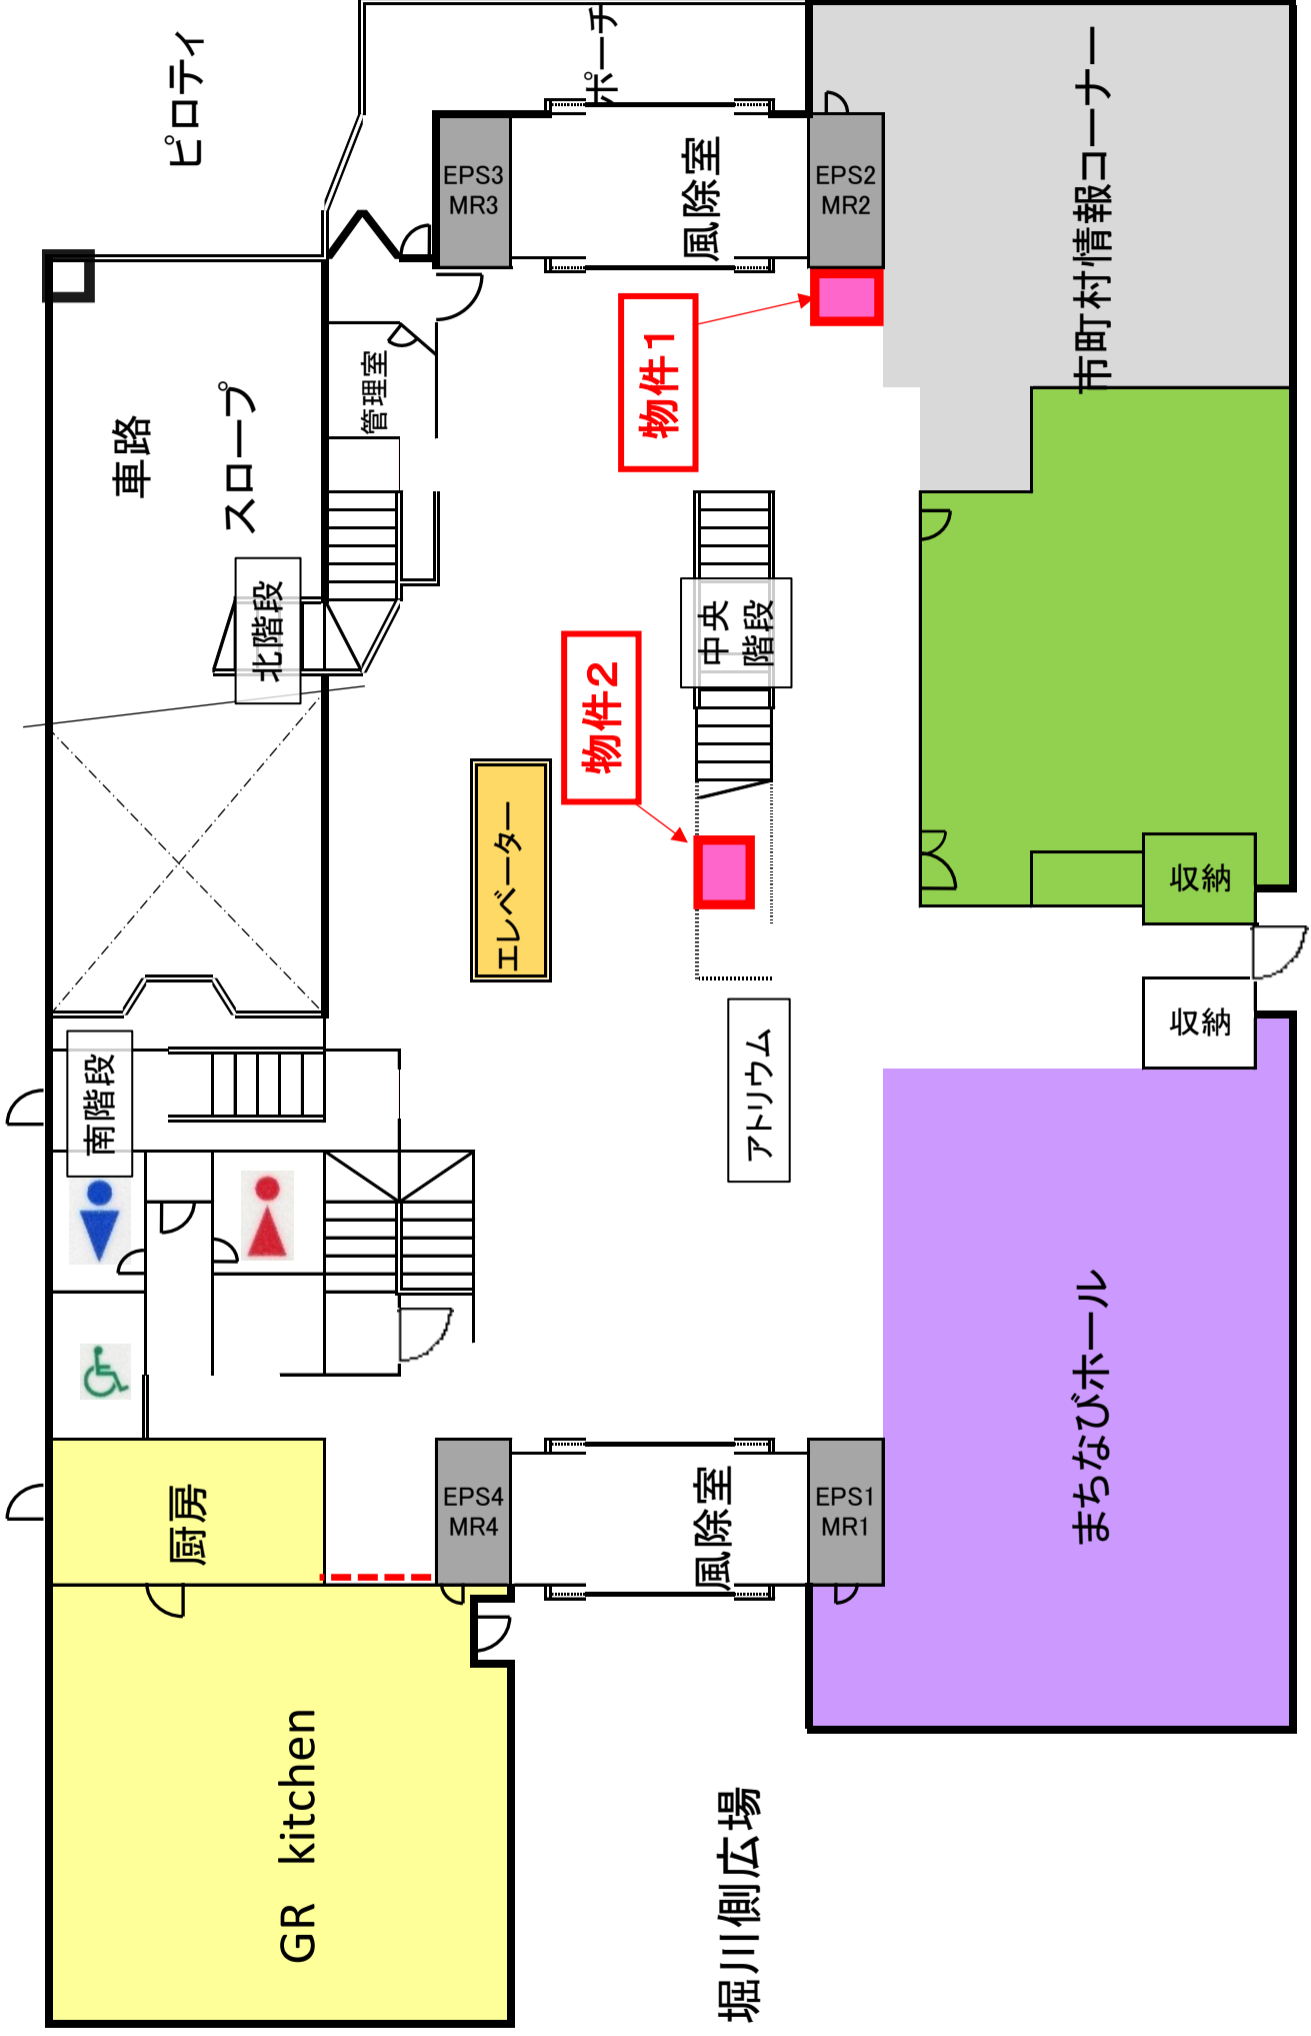 ピロティ
ポーチ
EPS3
MR3
風除室
EPS2
MR2
市町村情報コーナー
車路
スロープ
管理室
物件1
北階段
中央
階段
物件2
エレベーター
収納
収納
南階段
アトリウム
厨房
EPS4
MR4
風除室
EPS1
MR1
まちなびホール
GR kitchen
堀川側広場